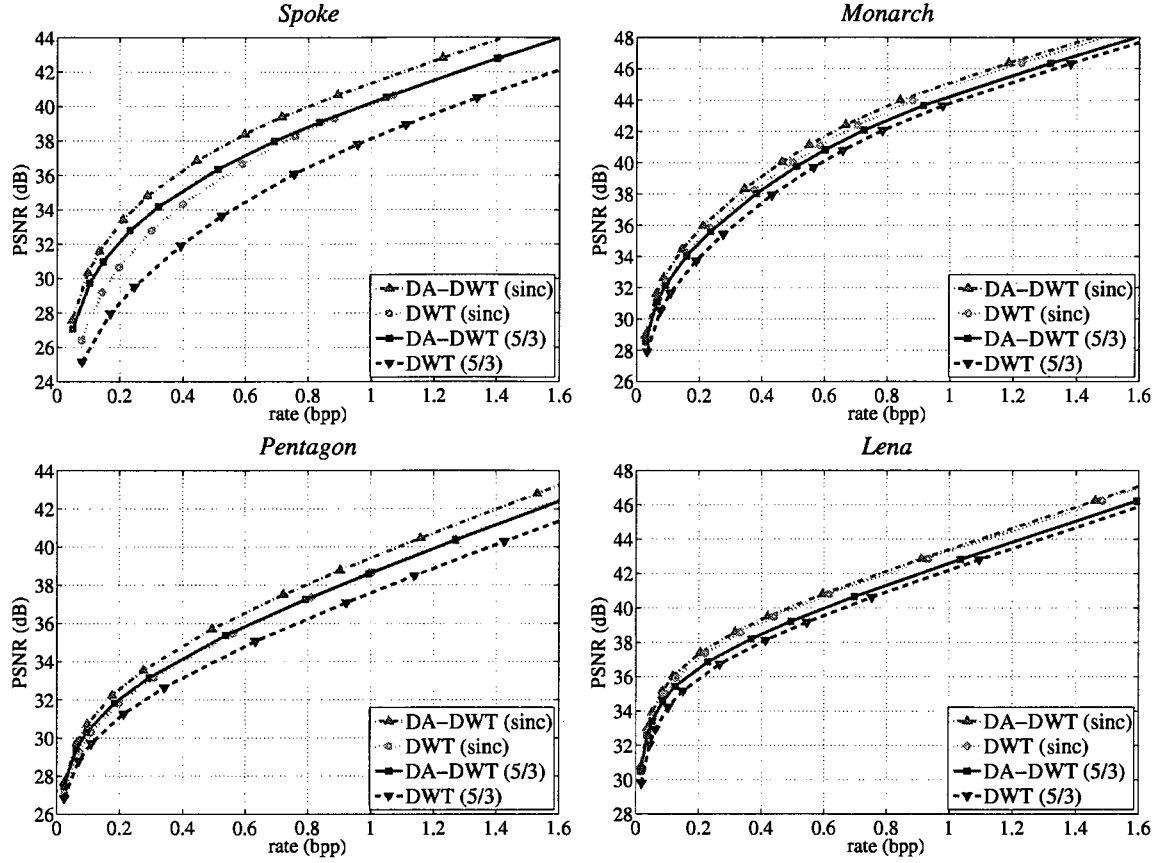 Spoke
44
42
40
38
36
34
32
30
28
26
24
PSNR (dB)
0
0.2
0.4
0.6
0.8
1
1.2
1.4
1.6
rate (bpp)
DA–DWT (sinc)
DWT (sinc)
DA–DWT (5/3)
DWT (5/3)
Monarch
48
46
44
42
40
38
36
34
32
30
28
26
PSNR (dB)
0
0.2
0.4
0.6
0.8
1
1.2
1.4
1.6
rate (bpp)
DA–DWT (sinc)
DWT (sinc)
DA–DWT (5/3)
DWT (5/3)
Pentagon
44
42
40
38
36
34
32
30
28
26
PSNR (dB)
0
0.2
0.4
0.6
0.8
1
1.2
1.4
1.6
rate (bpp)
DA–DWT (sinc)
DWT (sinc)
DA–DWT (5/3)
DWT (5/3)
Lena
48
46
44
42
40
38
36
34
32
30
28
PSNR (dB)
0
0.2
0.4
0.6
0.8
1
1.2
1.4
1.6
rate (bpp)
DA–DWT (sinc)
DWT (sinc)
DA–DWT (5/3)
DWT (5/3)